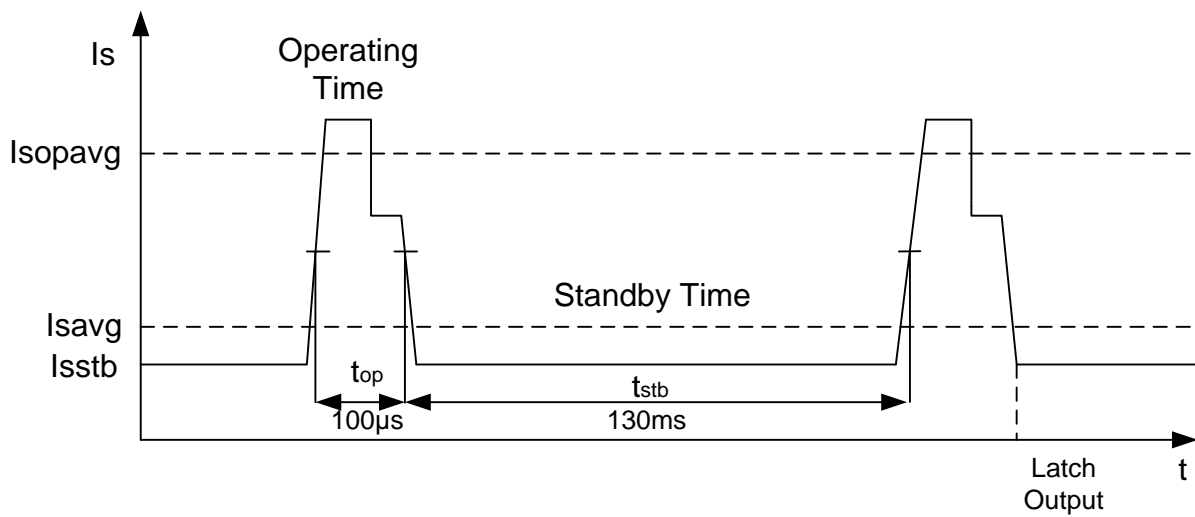 Is
Operating
Time
Isopavg
Standby Time
Isavg
Isstb
top
tstb
100µs
130ms
t
Latch
Output